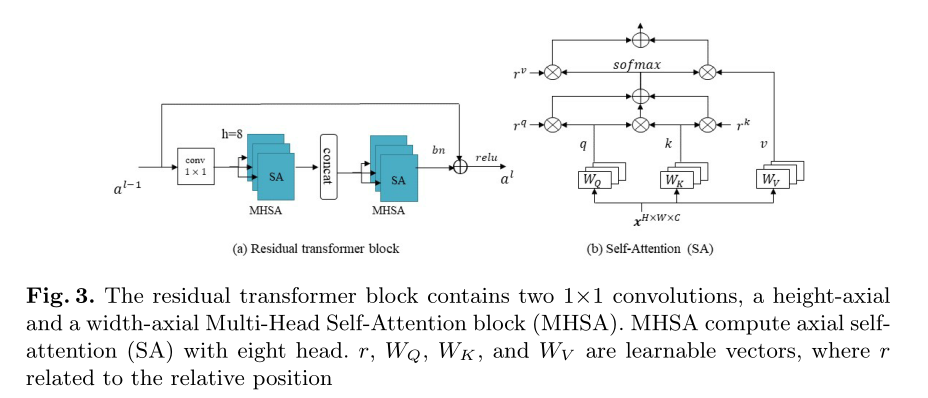 h=8
conv
1×1
SA
MHSA
concat
SA
MHSA
bn
relu
a^{l−1}
a^l
(a) Residual transformer block
r^v
sofmax
r^q
r^k
q
k
v
W_Q
W_K
W_V
x^{H×W×C}
(b) Self-Attention (SA)
Fig. 3. The residual transformer block contains two 1×1 convolutions, a height-axial
and a width-axial Multi-Head Self-Attention block (MHSA). MHSA compute axial self-
attention (SA) with eight head. r, W_Q, W_K, and W_V are learnable vectors, where r
related to the relative position